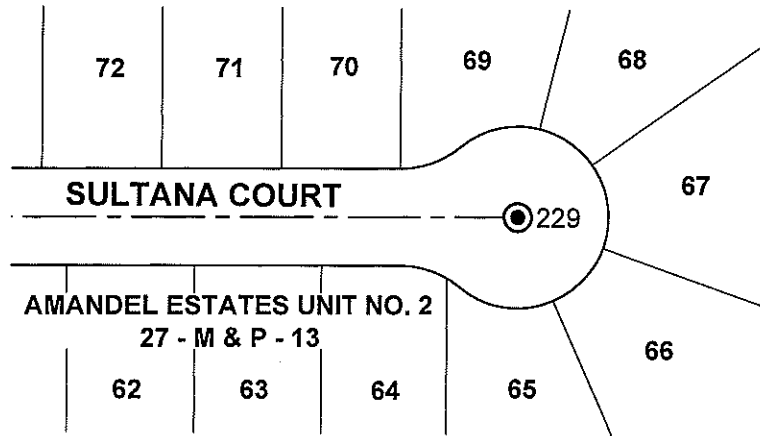 72 71 70 69 68
67
SULTANA COURT
229
AMANDEL ESTATES UNIT NO. 2
27 - M & P - 13
66
62 63 64 65